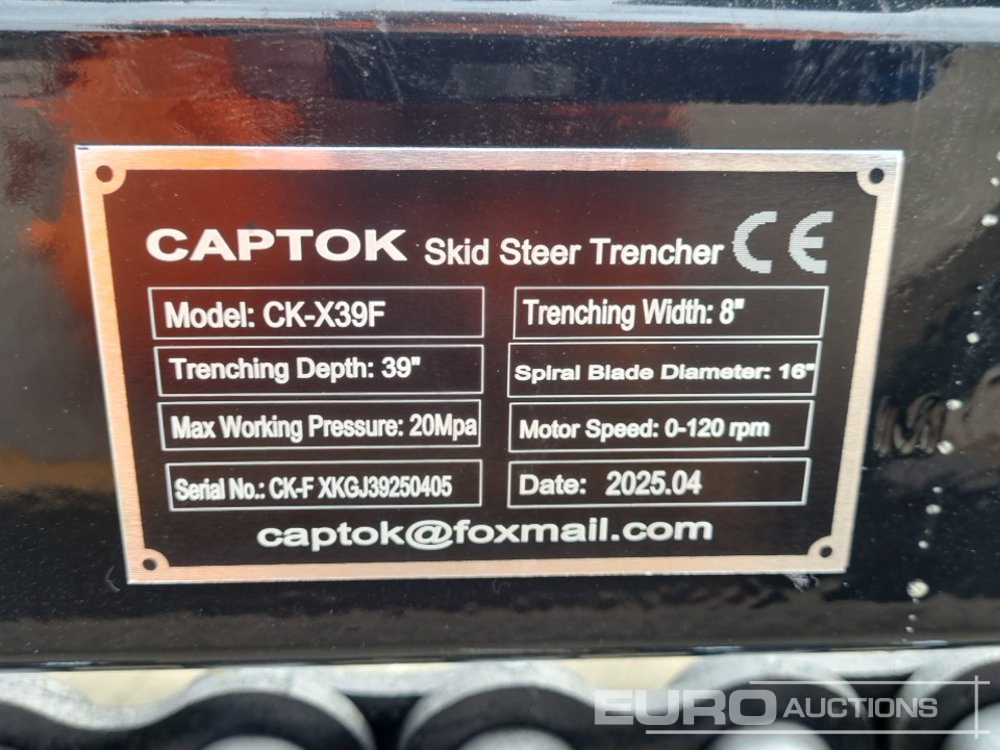 CAPTOK Skid Steer Trencher CE
Model: CK-X39F
Trenching Width: 8"
Trenching Depth: 39"
Spiral Blade Diameter: 16"
Max Working Pressure: 20Mpa
Motor Speed: 0-120 rpm
Serial No.: CK-F XKGJ39250405
Date: 2025.04
captok@foxmail.com
EURO AUCTIONS